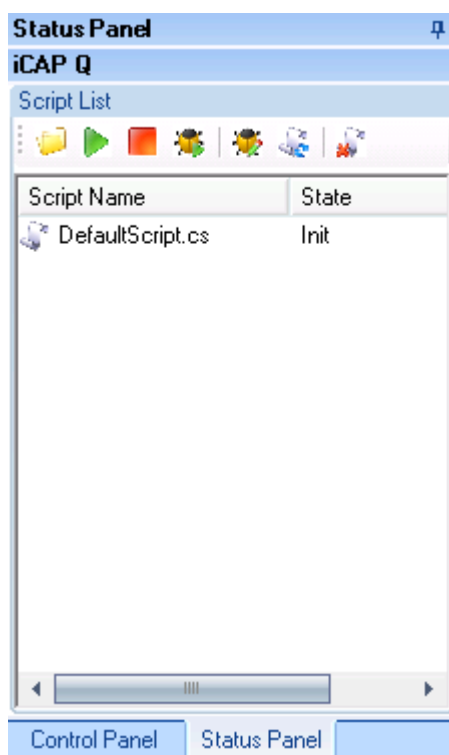 Status Panel
iCAP Q
Script List
Script Name State
DefaultScript.cs Init
Control Panel Status Panel